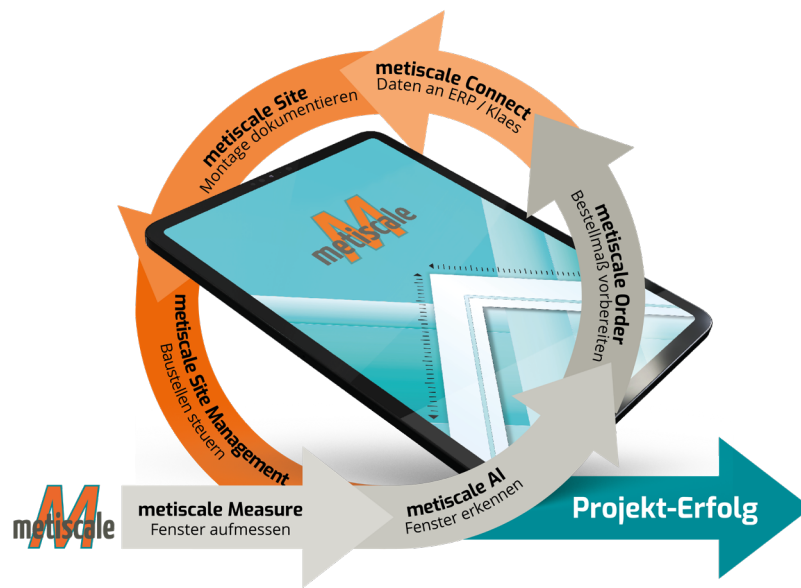 metiscale
metiscale Measure
Fenster aufmessen
metiscale AI
Fenster erkennen
metiscale Order
Bestellmaß vorbereiten
metiscale Connect
Daten an ERP / Klaes
metiscale Site
Montage dokumentieren
metiscale Site Management
Baustellen steuern
M
metiscale
Projekt-Erfolg